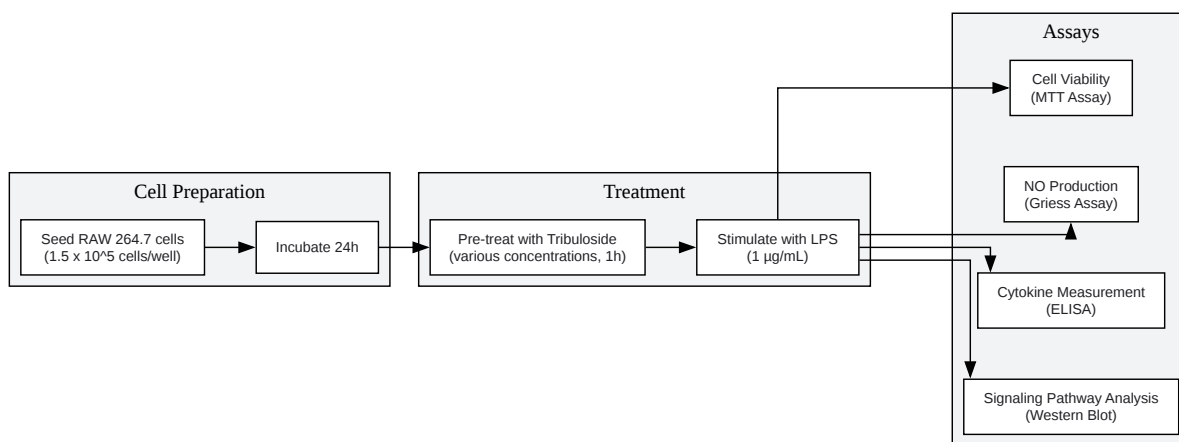 Cell Preparation
Seed RAW 264.7 cells
(1.5 x 10^5 cells/well)
Incubate 24h
Treatment
Pre-treat with Tribuloside
(various concentrations, 1h)
Stimulate with LPS
(1 µg/mL)
Assays
Cell Viability
(MTT Assay)
NO Production
(Griess Assay)
Cytokine Measurement
(ELISA)
Signaling Pathway Analysis
(Western Blot)